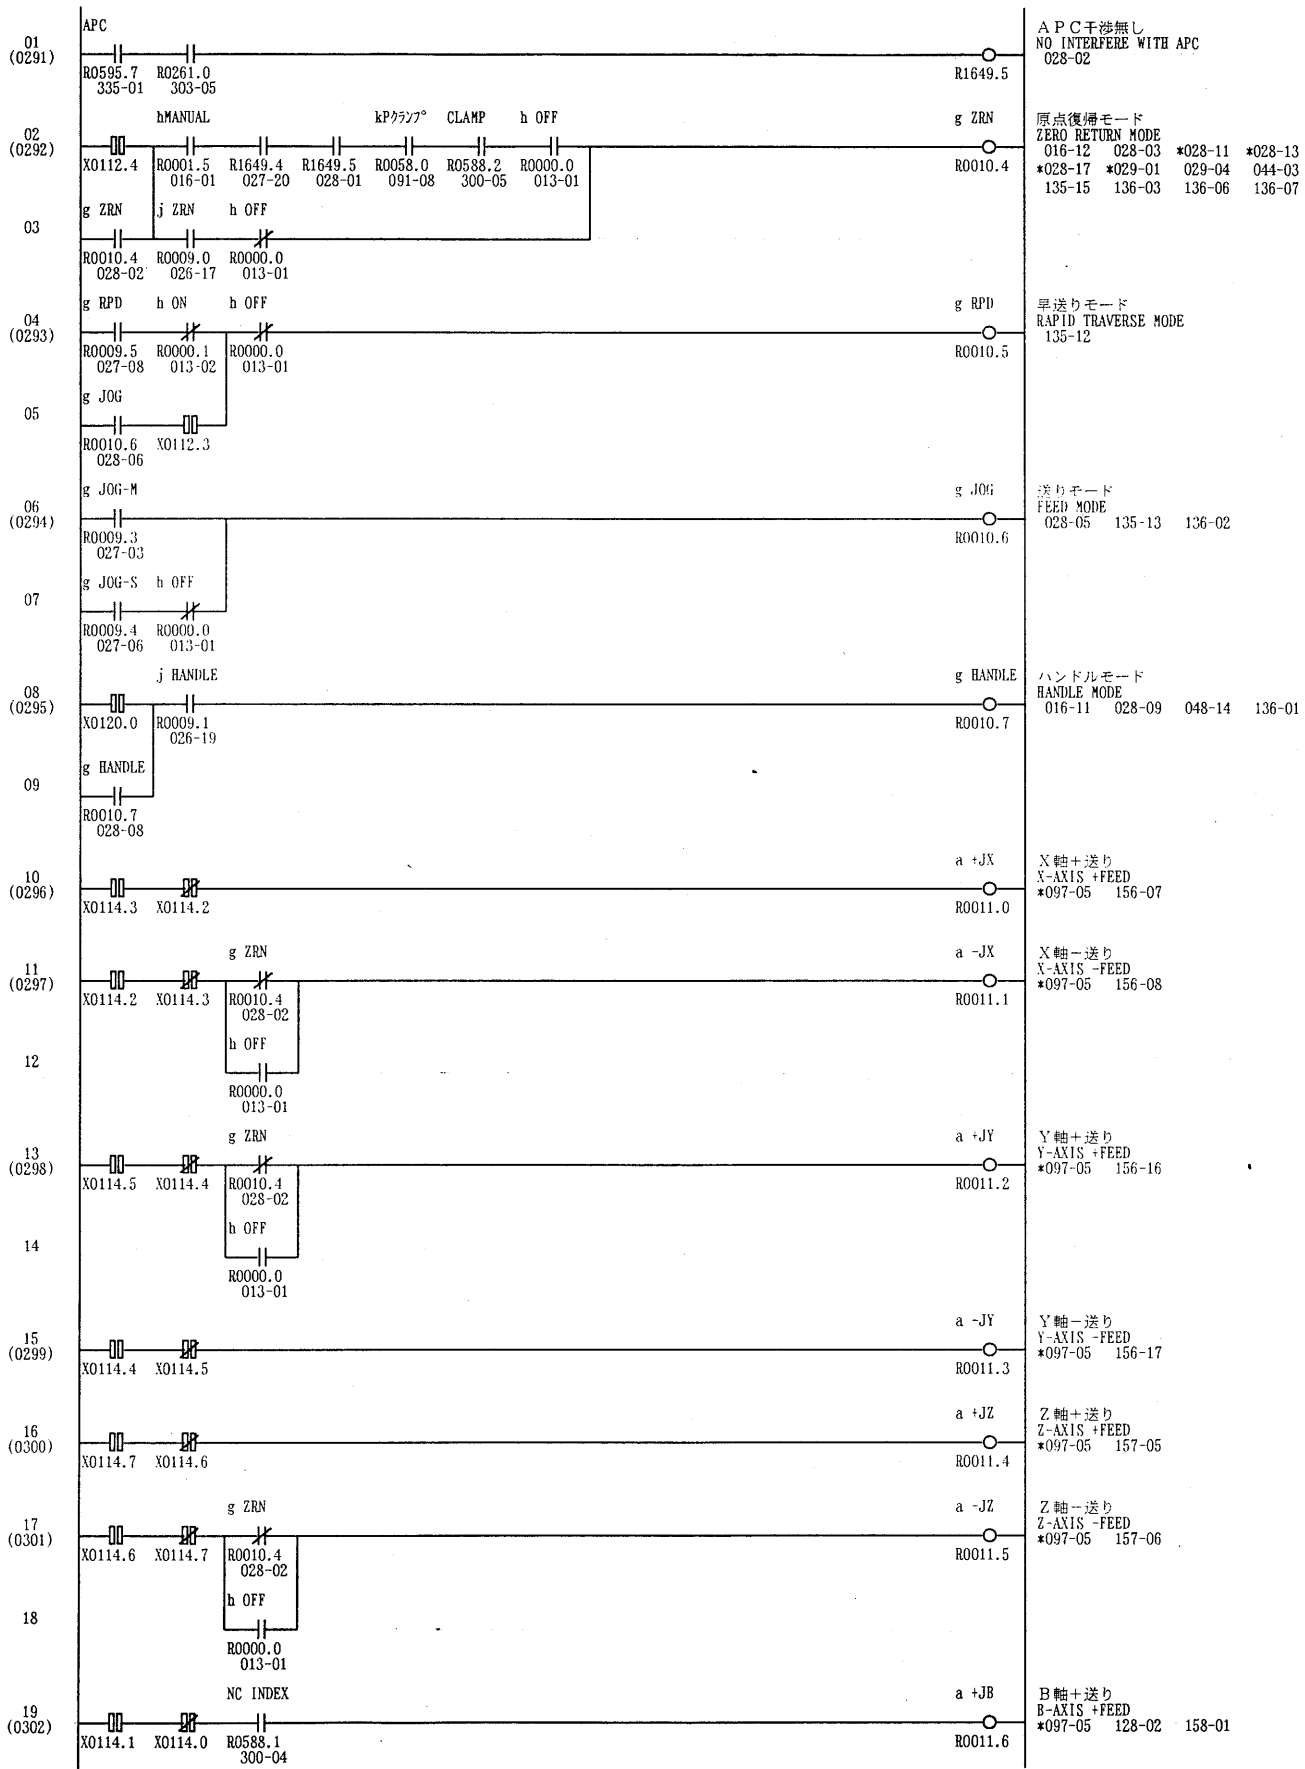 APC
01
(0291)
R0595.7 R0261.0 R1649.5
335-01 303-05
ＡＰＣ干渉無し
NO INTERFERE WITH APC
028-02
hMANUAL kPｸﾗﾝﾌﾟ CLAMP h OFF g ZRN
02
(0292)
X0112.4 R0001.5 R1649.4 R1649.5 R0058.0 R0588.2 R0000.0 R0010.4
016-01 027-20 028-01 091-08 300-05 013-01
原点復帰モード
ZERO RETURN MODE
016-12 028-03 *028-11 *028-13
*028-17 *029-01 029-04 044-03
135-15 136-03 136-06 136-07
g ZRN j ZRN h OFF
03
R0010.4 R0009.0 R0000.0
028-02 026-17 013-01
g RPD h ON h OFF g RPD
04
(0293)
R0009.5 R0000.1 R0000.0 R0010.5
027-08 013-02 013-01
早送りモード
RAPID TRAVERSE MODE
135-12
g JOG
05
R0010.6 X0112.3
028-06
g JOG-M g JOG
06
(0294)
R0009.3 R0010.6
027-03
送りモード
FEED MODE
028-05 135-13 136-02
g JOG-S h OFF
07
R0009.4 R0000.0
027-06 013-01
j HANDLE g HANDLE
08
(0295)
X0120.0 R0009.1 R0010.7
026-19
ハンドルモード
HANDLE MODE
016-11 028-09 048-14 136-01
g HANDLE
09
R0010.7
028-08
a +JX
10
(0296)
X0114.3 X0114.2 R0011.0
Ｘ軸＋送り
X-AXIS +FEED
*097-05 156-07
g ZRN a -JX
11
(0297)
X0114.2 X0114.3 R0010.4 R0011.1
028-02
Ｘ軸－送り
X-AXIS -FEED
*097-05 156-08
h OFF
12
R0000.0
013-01
g ZRN a +JY
13
(0298)
X0114.5 X0114.4 R0010.4 R0011.2
028-02
Ｙ軸＋送り
Y-AXIS +FEED
*097-05 156-16
h OFF
14
R0000.0
013-01
a -JY
15
(0299)
X0114.4 X0114.5 R0011.3
Ｙ軸－送り
Y-AXIS -FEED
*097-05 156-17
a +JZ
16
(0300)
X0114.7 X0114.6 R0011.4
Ｚ軸＋送り
Z-AXIS +FEED
*097-05 157-05
g ZRN a -JZ
17
(0301)
X0114.6 X0114.7 R0010.4 R0011.5
028-02
Ｚ軸－送り
Z-AXIS -FEED
*097-05 157-06
h OFF
18
R0000.0
013-01
NC INDEX a +JB
19
(0302)
X0114.1 X0114.0 R0588.1 R0011.6
300-04
Ｂ軸＋送り
B-AXIS +FEED
*097-05 128-02 158-01